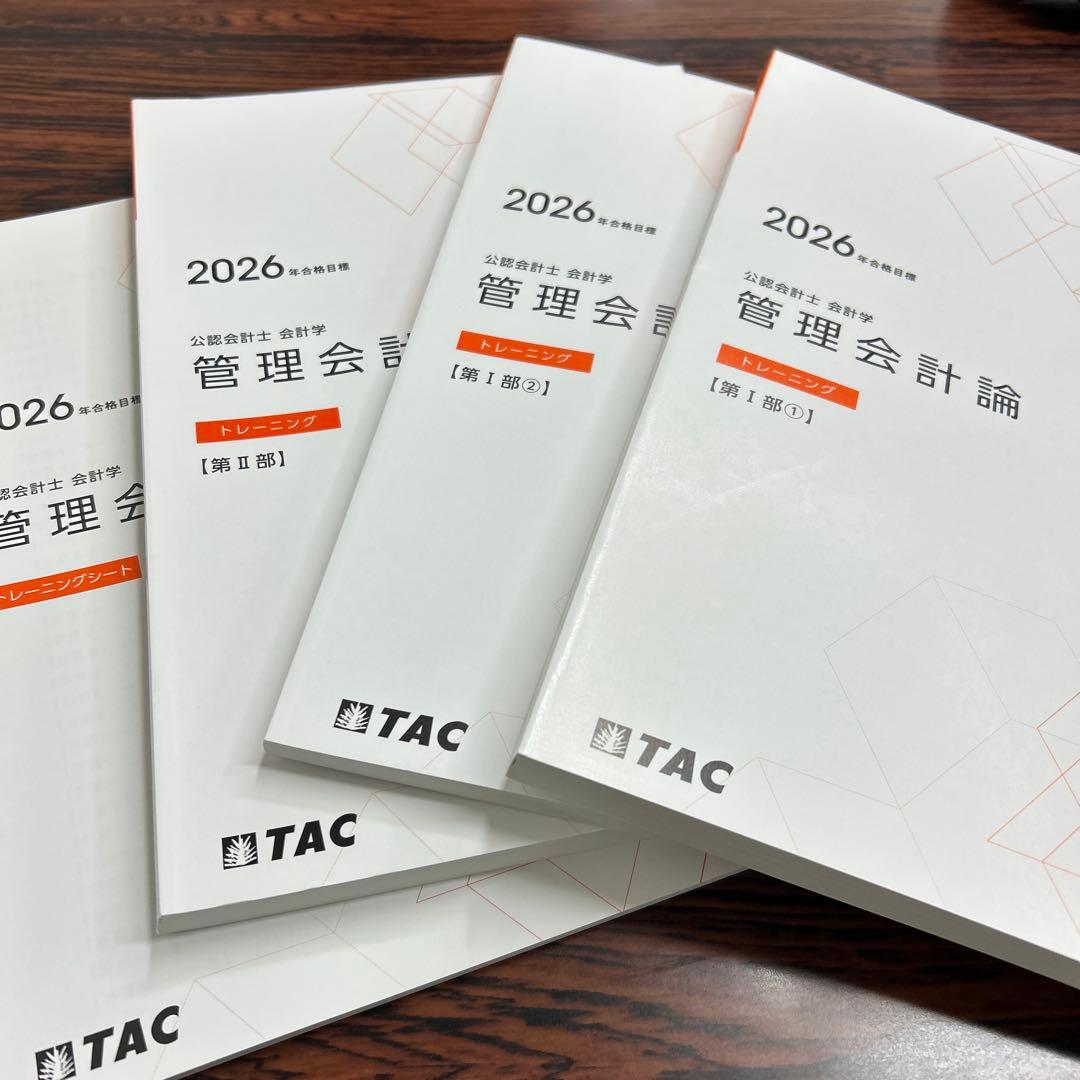 2026年合格目標
公認会計士 会計学
管理会計論
トレーニング
【第Ⅰ部①】
TAC
2026年合格目標
公認会計士 会計学
管理会
トレーニング
【第Ⅰ部②】
TAC
2026年合格目標
公認会計士 会計学
管理会計
トレーニング
【第Ⅱ部】
TAC
026年合格目標
認会計士 会計学
管理会
トレーニングシート
TAC